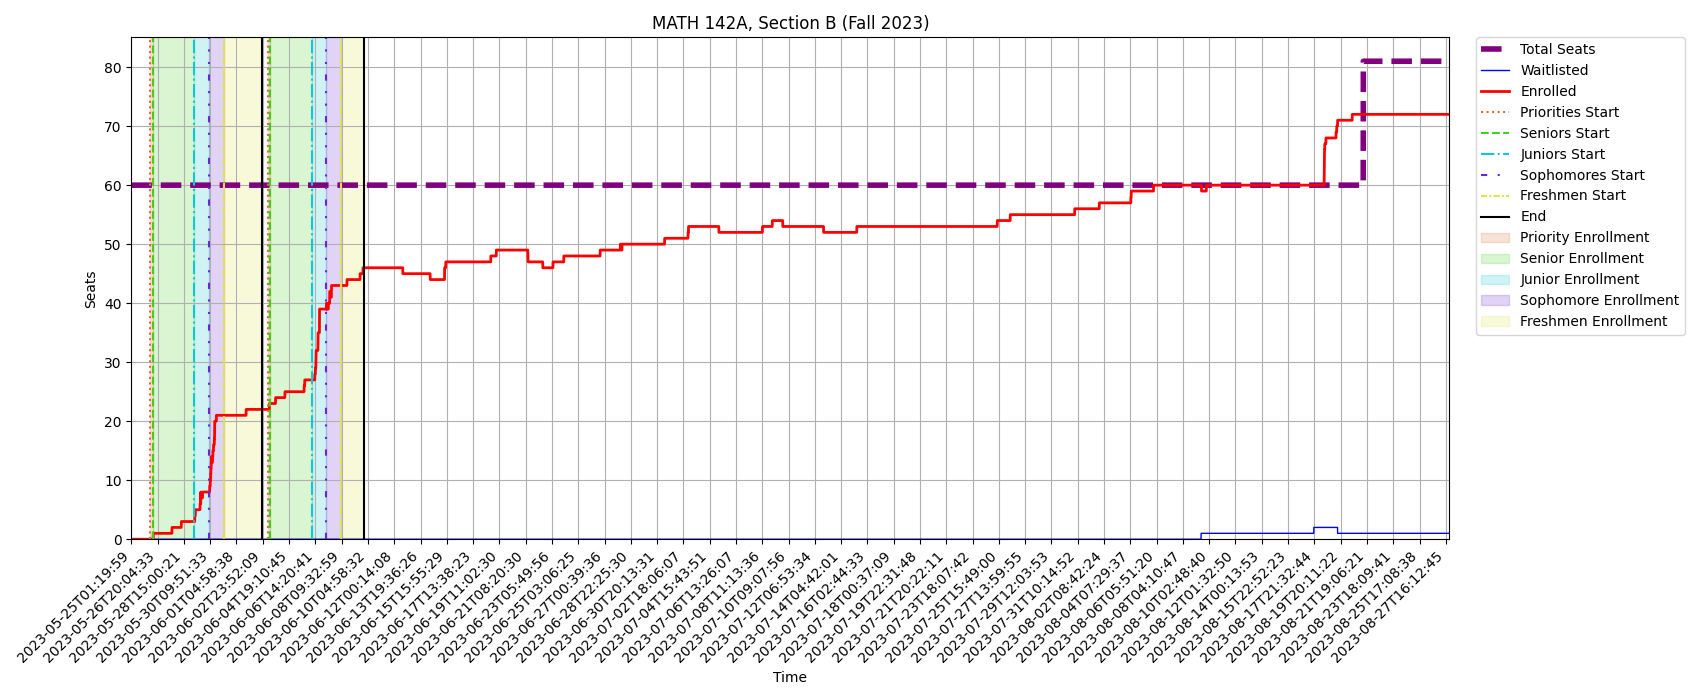 MATH 142A, Section B (Fall 2023)
Seats
80
70
60
50
40
30
20
10
0
2023-05-25T01:19:59
2023-05-26T20:04:33
2023-05-28T15:00:21
2023-05-30T09:51:33
2023-06-01T04:58:38
2023-06-02T23:52:09
2023-06-04T19:10:45
2023-06-06T14:20:41
2023-06-08T09:32:59
2023-06-10T04:58:32
2023-06-12T00:14:08
2023-06-13T19:36:26
2023-06-15T15:55:29
2023-06-17T13:38:23
2023-06-19T11:02:30
2023-06-21T08:20:30
2023-06-23T05:49:56
2023-06-25T03:06:25
2023-06-27T00:39:36
2023-06-28T22:25:30
2023-06-30T20:13:31
2023-07-02T18:06:07
2023-07-04T15:43:51
2023-07-06T13:26:07
2023-07-08T11:13:36
2023-07-10T09:07:56
2023-07-12T06:53:34
2023-07-14T04:42:01
2023-07-16T02:44:33
2023-07-18T00:37:09
2023-07-19T22:31:48
2023-07-21T20:22:11
2023-07-23T18:07:42
2023-07-25T15:49:00
2023-07-27T13:59:55
2023-07-29T12:03:53
2023-07-31T10:14:52
2023-08-02T08:42:24
2023-08-04T07:29:37
2023-08-06T05:51:20
2023-08-08T04:10:47
2023-08-10T02:48:40
2023-08-12T01:32:50
2023-08-14T00:13:53
2023-08-15T22:52:23
2023-08-17T21:32:44
2023-08-19T20:11:22
2023-08-21T19:06:21
2023-08-23T18:09:41
2023-08-25T17:08:38
2023-08-27T16:12:45
Time
Total Seats
Waitlisted
Enrolled
Priorities Start
Seniors Start
Juniors Start
Sophomores Start
Freshmen Start
End
Priority Enrollment
Senior Enrollment
Junior Enrollment
Sophomore Enrollment
Freshmen Enrollment